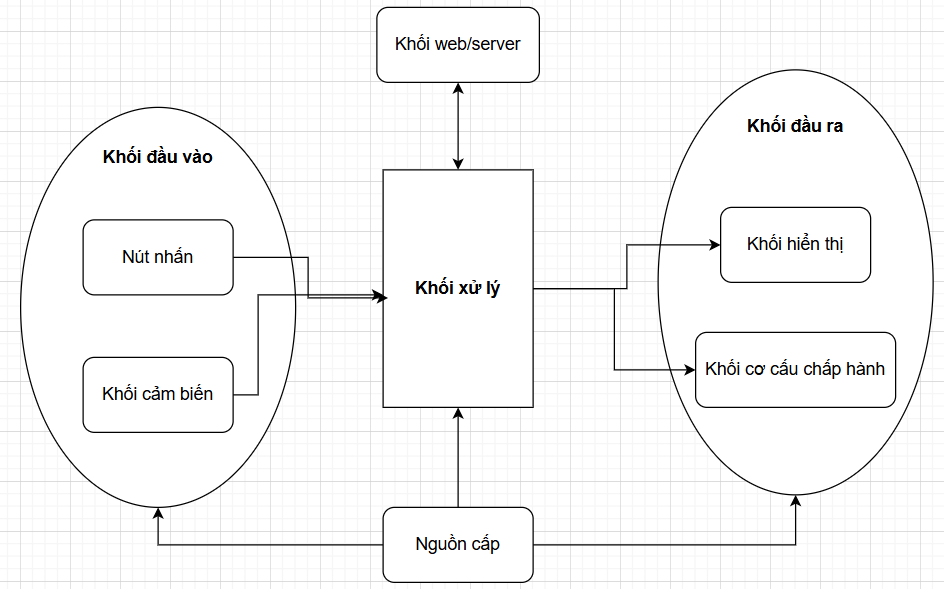 Khối web/server
Khối đầu vào
Nút nhấn
Khối cảm biến
Khối xử lý
Khối đầu ra
Khối hiển thị
Khối cơ cấu chấp hành
Nguồn cấp